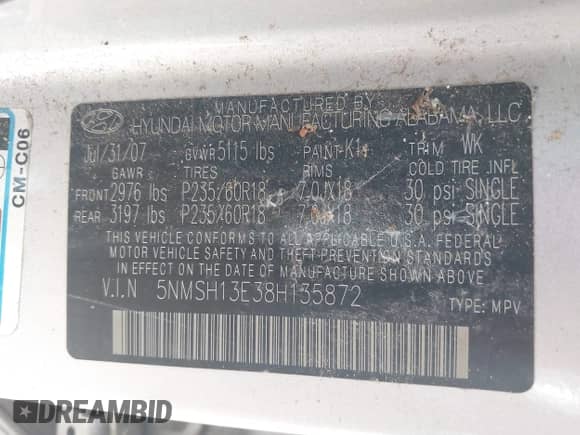 MANUFACTURED BY
HYUNDAI MOTOR MANUFACTURING ALABAMA, LLC
Jul/31/07 GVWR 5115 lbs PAINT-K1 TRIM WK
GAWR TIRES RIMS COLD TIRE INFL
FRONT 2976 lbs P235/60R18 7.0JX18 30 psi SINGLE
REAR 3197 lbs P235/60R18 7.0JX18 30 psi SINGLE
THIS VEHICLE CONFORMS TO ALL APPLICABLE U.S.A. FEDERAL
MOTOR VEHICLE SAFETY AND THEFT PREVENTION STANDARDS
IN EFFECT ON THE DATE OF MANUFACTURE SHOWN ABOVE.
V.I.N 5NMSH13E38H135872 TYPE: MPV
CM-C06
DREAMBID